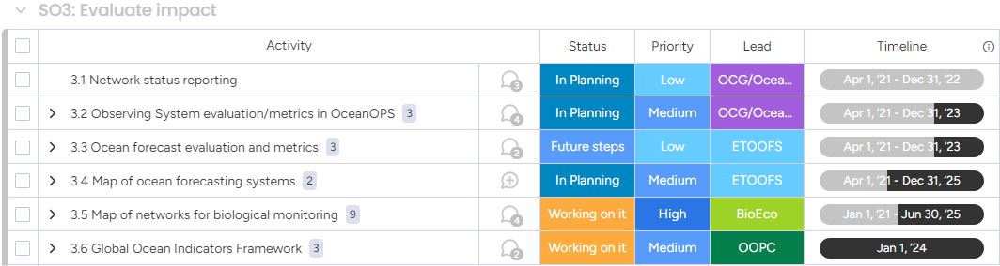 SO3: Evaluate impact
Activity Status Priority Lead Timeline
3.1 Network status reporting 3 In Planning Low OCG/Ocea... Apr 1, '21 - Dec 31, '22
3.2 Observing System evaluation/metrics in OceanOPS 3 4 In Planning Medium OCG/Ocea... Apr 1, '21 - Dec 31, '23
3.3 Ocean forecast evaluation and metrics 3 2 Future steps Low ETOOFS Apr 1, '21 - Dec 31, '23
3.4 Map of ocean forecasting systems 2 In Planning Medium ETOOFS Apr 1, '21 - Dec 31, '25
3.5 Map of networks for biological monitoring 9 4 Working on it High BioEco Jan 1, '21 - Jun 30, '25
3.6 Global Ocean Indicators Framework 3 2 Working on it Medium OOPC Jan 1, '24